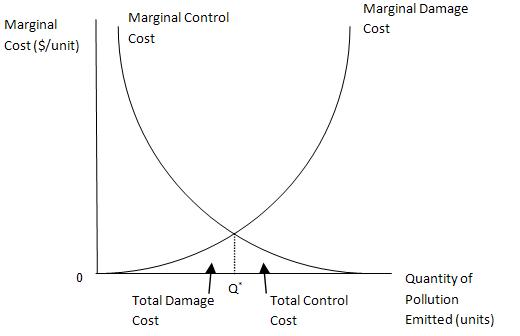 Marginal
Cost ($/unit)
Marginal Control
Cost
Marginal Damage
Cost
0
Q*
Quantity of
Pollution
Emitted (units)
Total Damage
Cost
Total Control
Cost